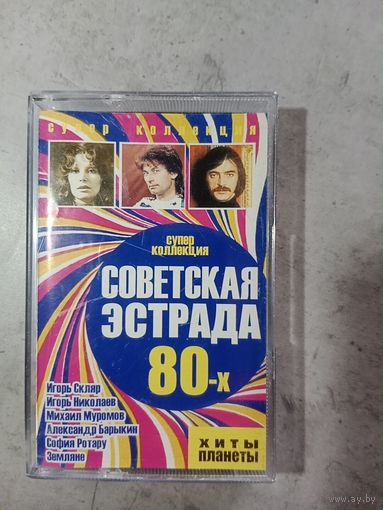 супер коллекция
супер
коллекция
СОВЕТСКАЯ
ЭСТРАДА
80-х
Игорь Скляр
Игорь Николаев
Михаил Муромов
Александр Барыкин
София Ротару
Земляне
ХИТЫ
ПЛАНЕТЫ
www.ay.by